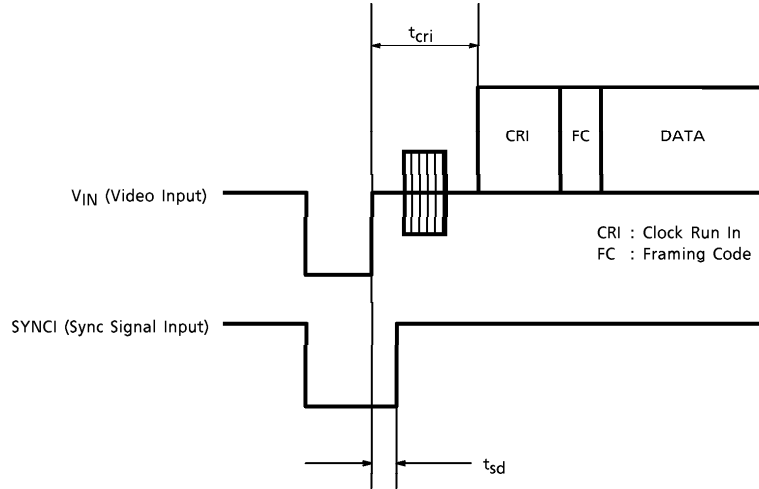 tcri
CRI FC DATA
VIN (Video Input)
CRI : Clock Run In
FC : Framing Code
SYNCI (Sync Signal Input)
tsd